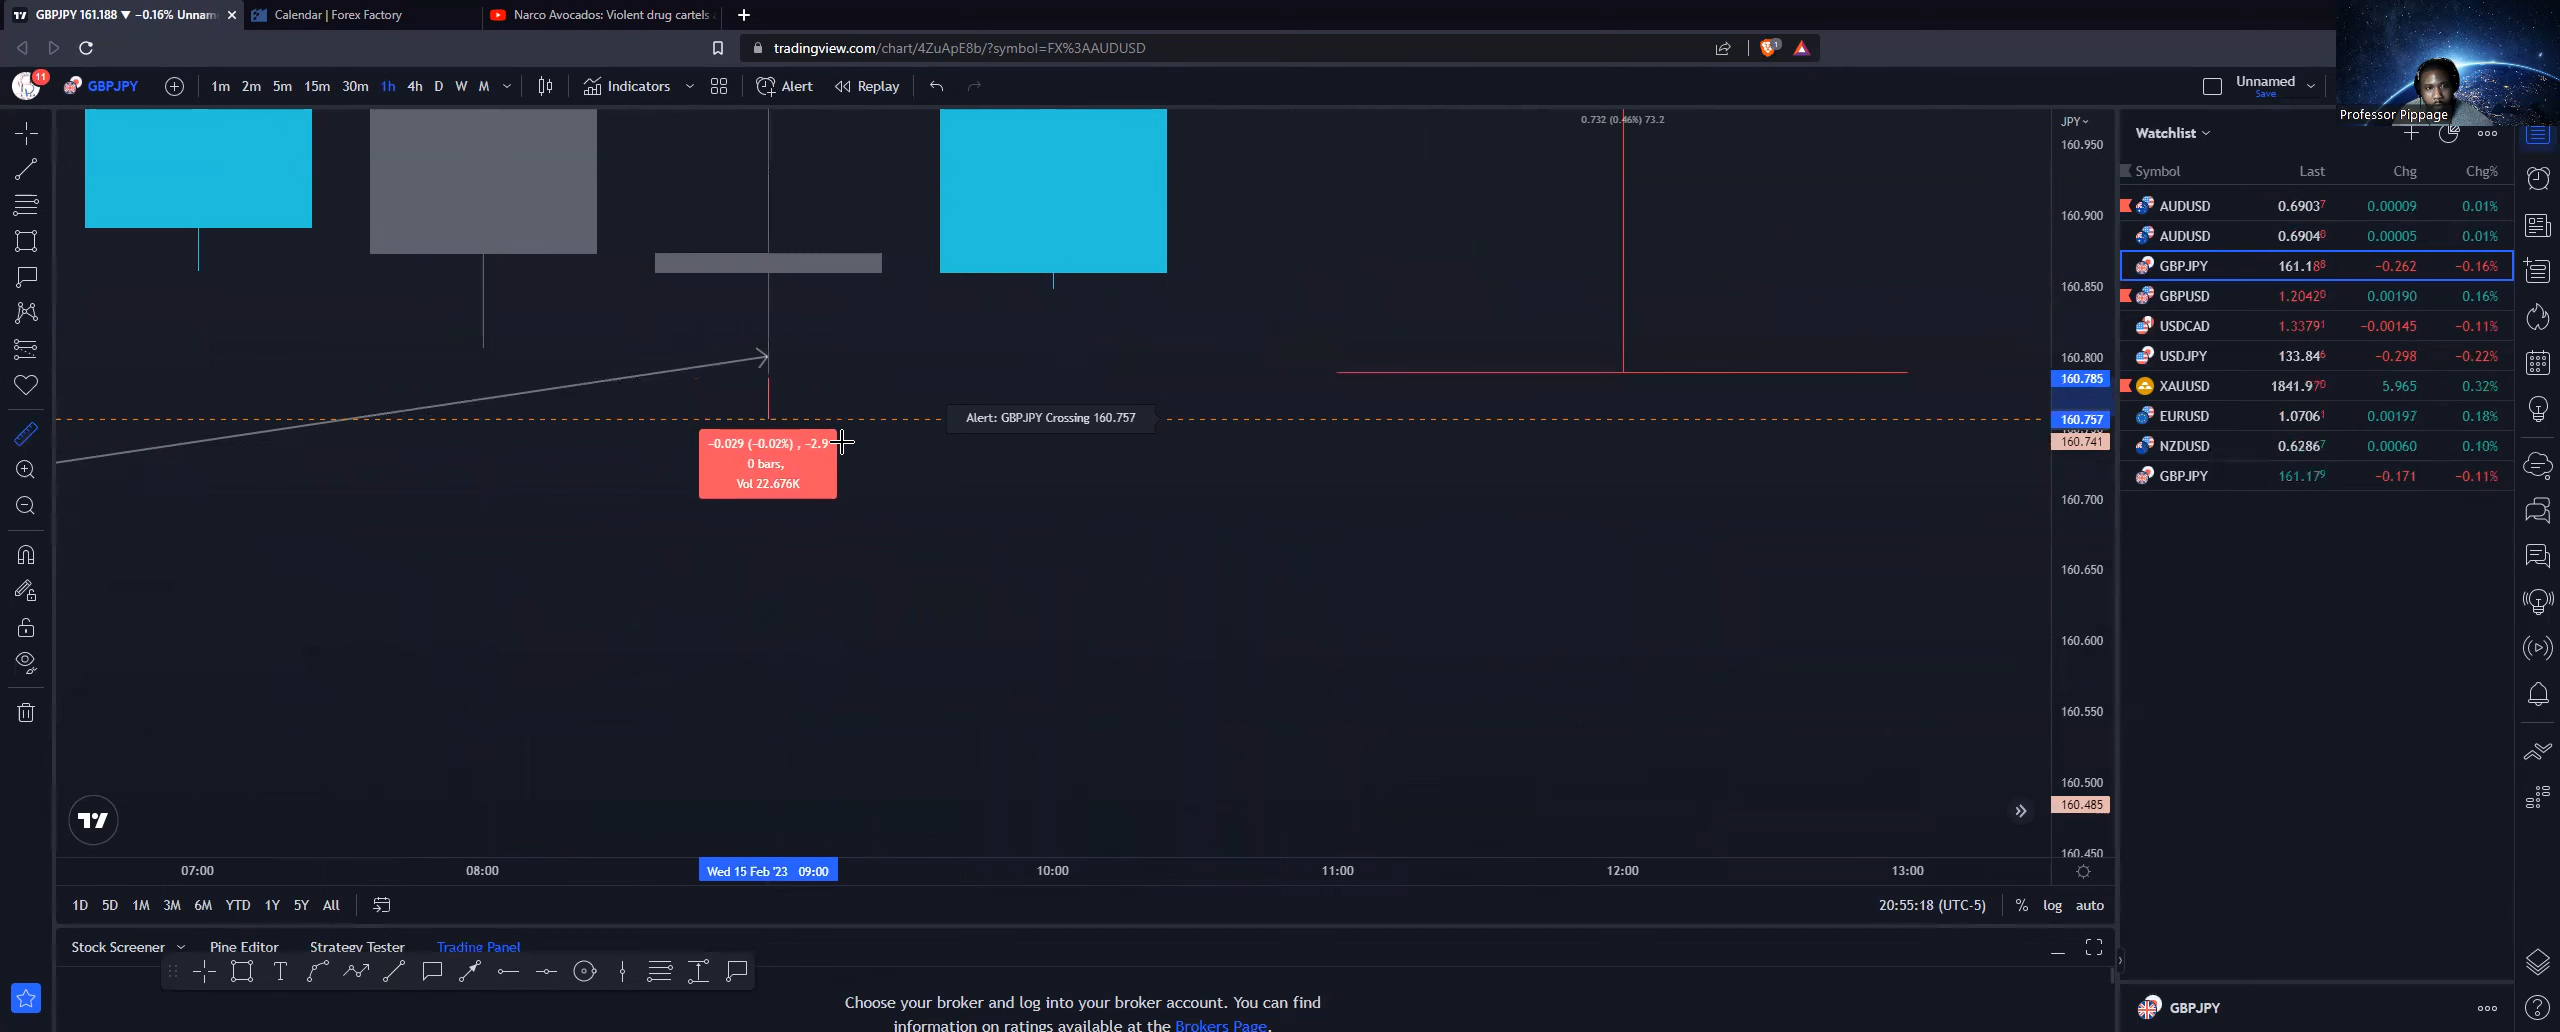 GBPJPY 161.188 ▼ −0.16% Unnam
Calendar | Forex Factory
Narco Avocados: Violent drug cartels
tradingview.com/chart/4ZuApE8b/?symbol=FX%3AAUDUSD
11
GBPJPY
1m 2m 5m 15m 30m 1h 4h D W M
Indicators
Alert
Replay
Unnamed
Save
Professor Pippage
0.732 (0.46%) 73.2
JPY
160.950
160.900
160.850
160.800
160.785
160.757
160.741
160.700
160.650
160.600
160.550
160.500
160.485
160.450
Alert: GBPJPY Crossing 160.757
−0.029 (−0.02%) , −2.9
0 bars,
Vol 22.676K
07:00 08:00 Wed 15 Feb '23 09:00 10:00 11:00 12:00 13:00
1D 5D 1M 3M 6M YTD 1Y 5Y All
20:55:18 (UTC-5) % log auto
Stock Screener Pine Editor Strategy Tester Trading Panel
Choose your broker and log into your broker account. You can find
information on ratings available at the Brokers Page.
Watchlist
Symbol Last Chg Chg%
AUDUSD 0.69037 0.00009 0.01%
AUDUSD 0.69048 0.00005 0.01%
GBPJPY 161.188 −0.262 −0.16%
GBPUSD 1.20420 0.00190 0.16%
USDCAD 1.33791 −0.00145 −0.11%
USDJPY 133.846 −0.298 −0.22%
XAUUSD 1841.970 5.965 0.32%
EURUSD 1.07061 0.00197 0.18%
NZDUSD 0.62867 0.00060 0.10%
GBPJPY 161.179 −0.171 −0.11%
GBPJPY